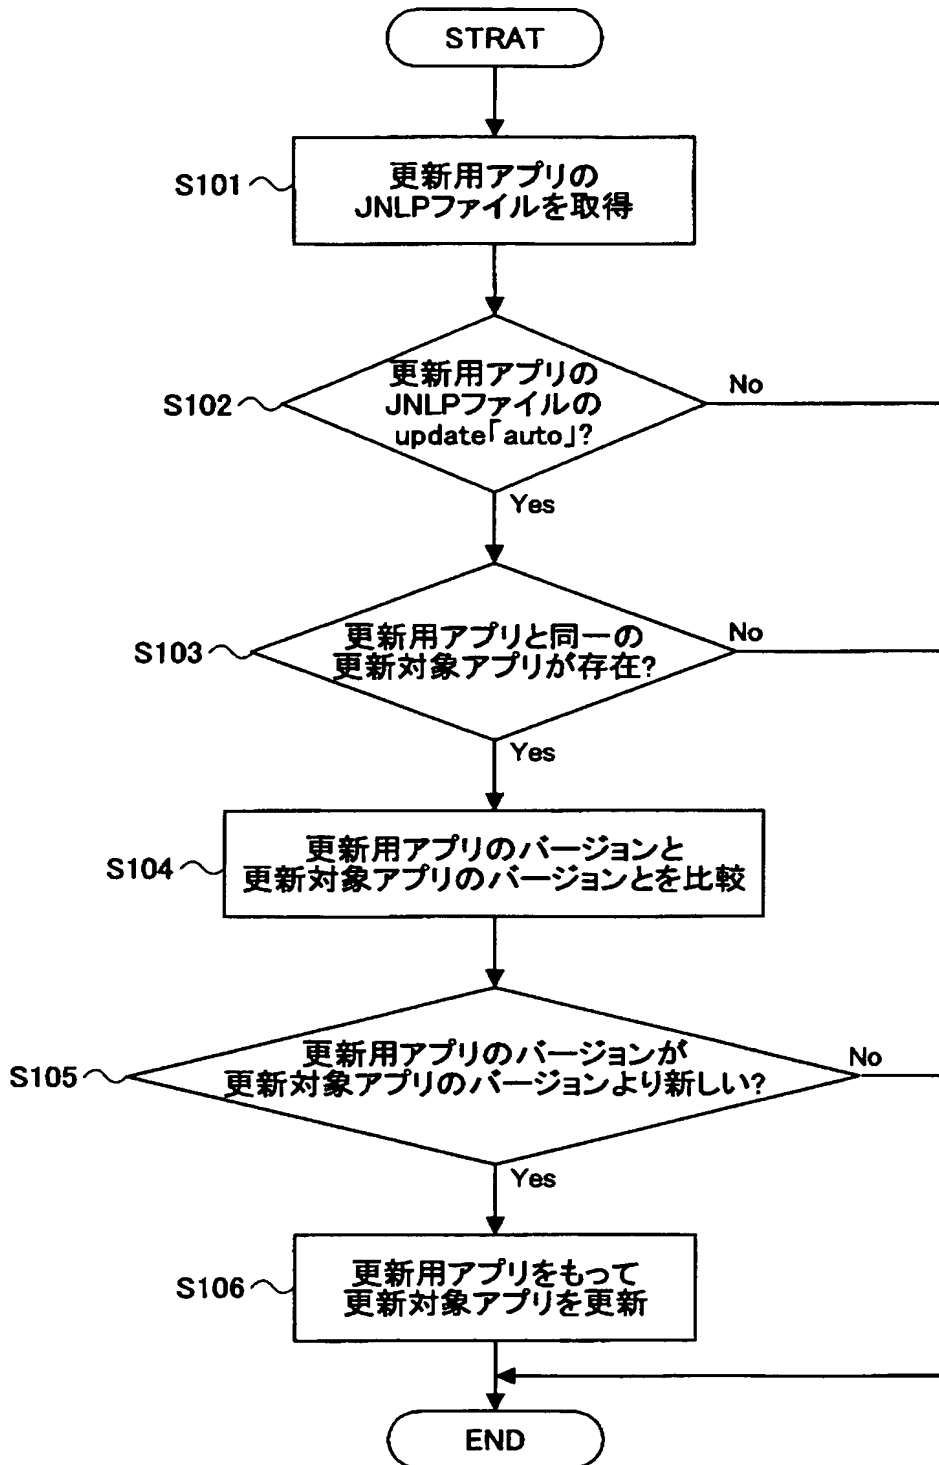 STRAT
S101
更新用アプリの
JNLPファイルを取得
S102
更新用アプリの
JNLPファイルの
update「auto」?
No
Yes
S103
更新用アプリと同一の
更新対象アプリが存在?
No
Yes
S104
更新用アプリのバージョンと
更新対象アプリのバージョンとを比較
S105
更新用アプリのバージョンが
更新対象アプリのバージョンより新しい?
No
Yes
S106
更新用アプリをもって
更新対象アプリを更新
END